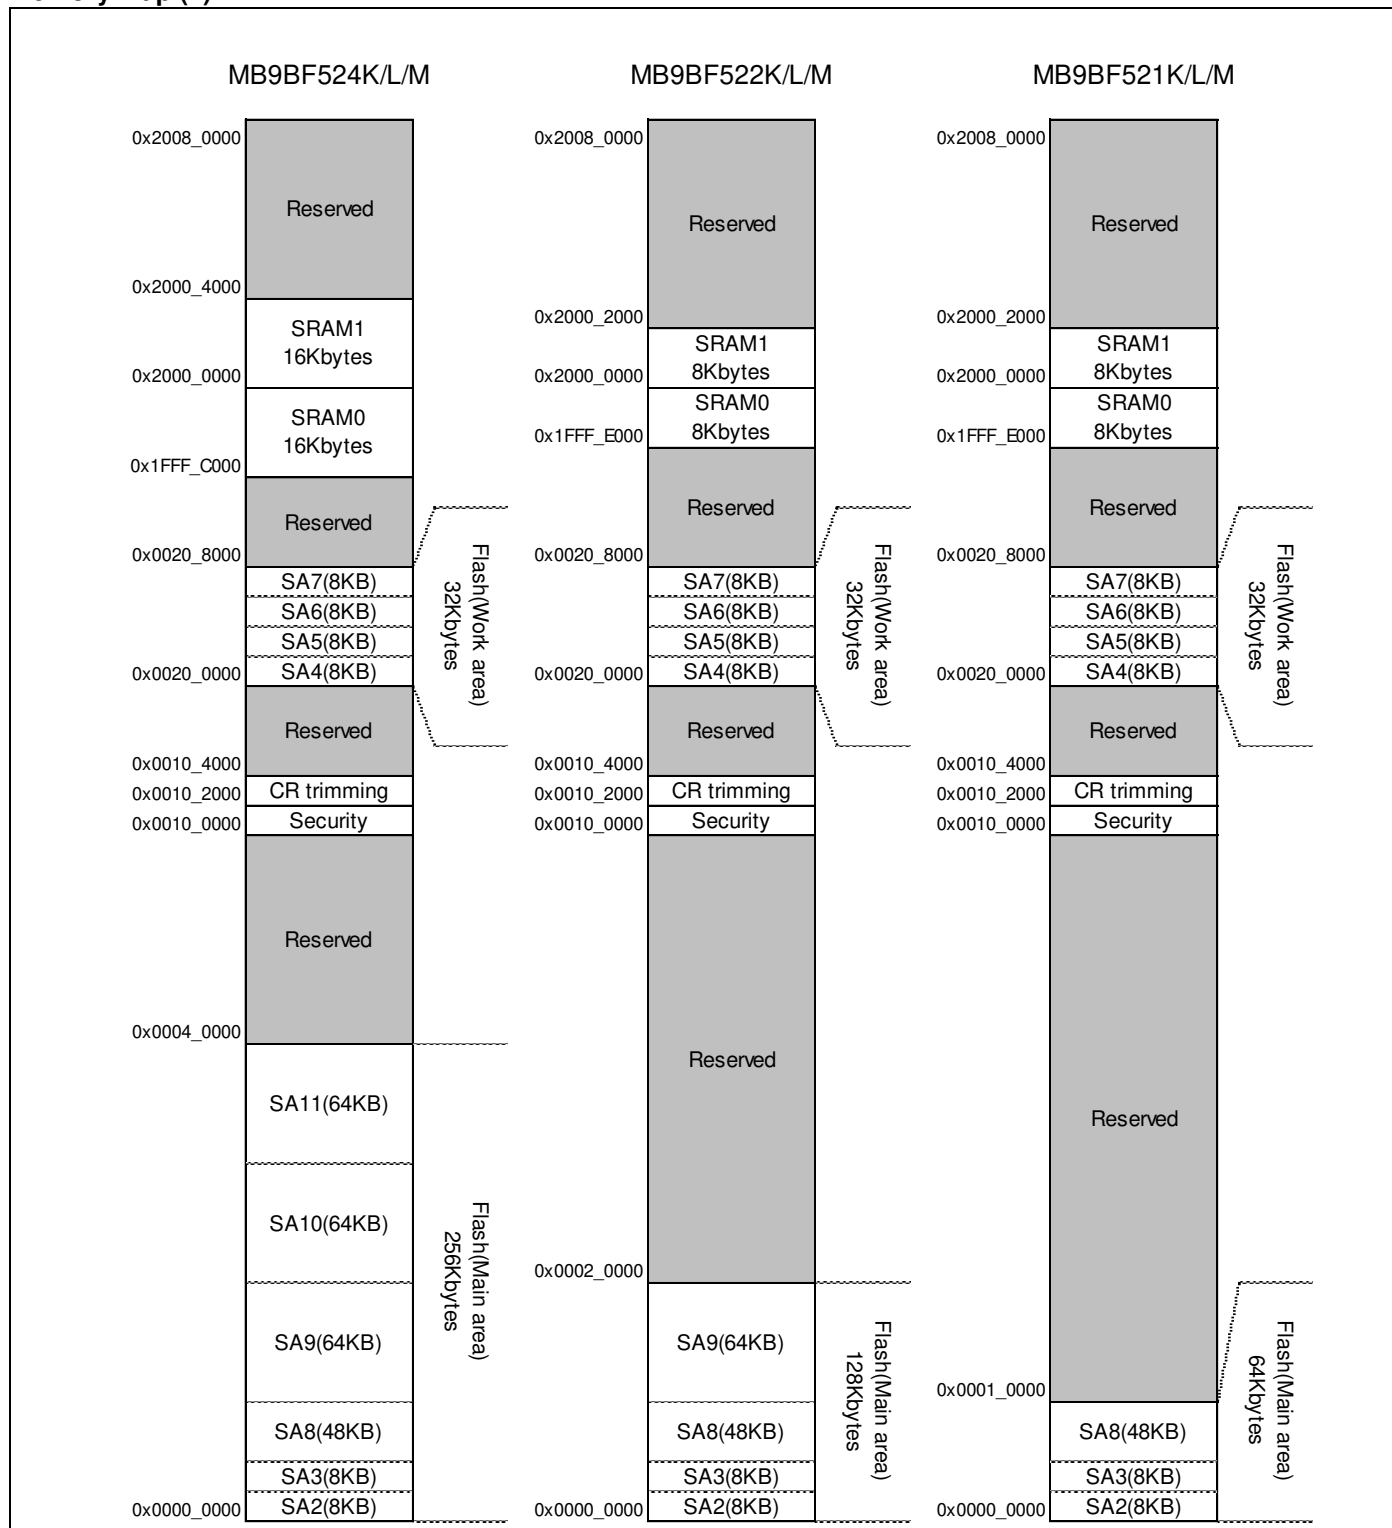 MB9BF524K/L/M
0x2008_0000
Reserved
0x2000_4000
SRAM1
16Kbytes
0x2000_0000
SRAM0
16Kbytes
0x1FFF_C000
Reserved
0x0020_8000
SA7(8KB)
SA6(8KB)
SA5(8KB)
SA4(8KB)
0x0020_0000
Flash(Work area)
32Kbytes
Reserved
0x0010_4000
CR trimming
0x0010_2000
Security
0x0010_0000
Reserved
0x0004_0000
SA11(64KB)
SA10(64KB)
SA9(64KB)
SA8(48KB)
SA3(8KB)
SA2(8KB)
0x0000_0000
Flash(Main area)
256Kbytes
MB9BF522K/L/M
0x2008_0000
Reserved
0x2000_2000
SRAM1
8Kbytes
0x2000_0000
SRAM0
8Kbytes
0x1FFF_E000
Reserved
0x0020_8000
SA7(8KB)
SA6(8KB)
SA5(8KB)
SA4(8KB)
0x0020_0000
Flash(Work area)
32Kbytes
Reserved
0x0010_4000
CR trimming
0x0010_2000
Security
0x0010_0000
Reserved
0x0002_0000
SA9(64KB)
SA8(48KB)
SA3(8KB)
SA2(8KB)
0x0000_0000
Flash(Main area)
128Kbytes
MB9BF521K/L/M
0x2008_0000
Reserved
0x2000_2000
SRAM1
8Kbytes
0x2000_0000
SRAM0
8Kbytes
0x1FFF_E000
Reserved
0x0020_8000
SA7(8KB)
SA6(8KB)
SA5(8KB)
SA4(8KB)
0x0020_0000
Flash(Work area)
32Kbytes
Reserved
0x0010_4000
CR trimming
0x0010_2000
Security
0x0010_0000
Reserved
0x0001_0000
SA8(48KB)
SA3(8KB)
SA2(8KB)
0x0000_0000
Flash(Main area)
64Kbytes